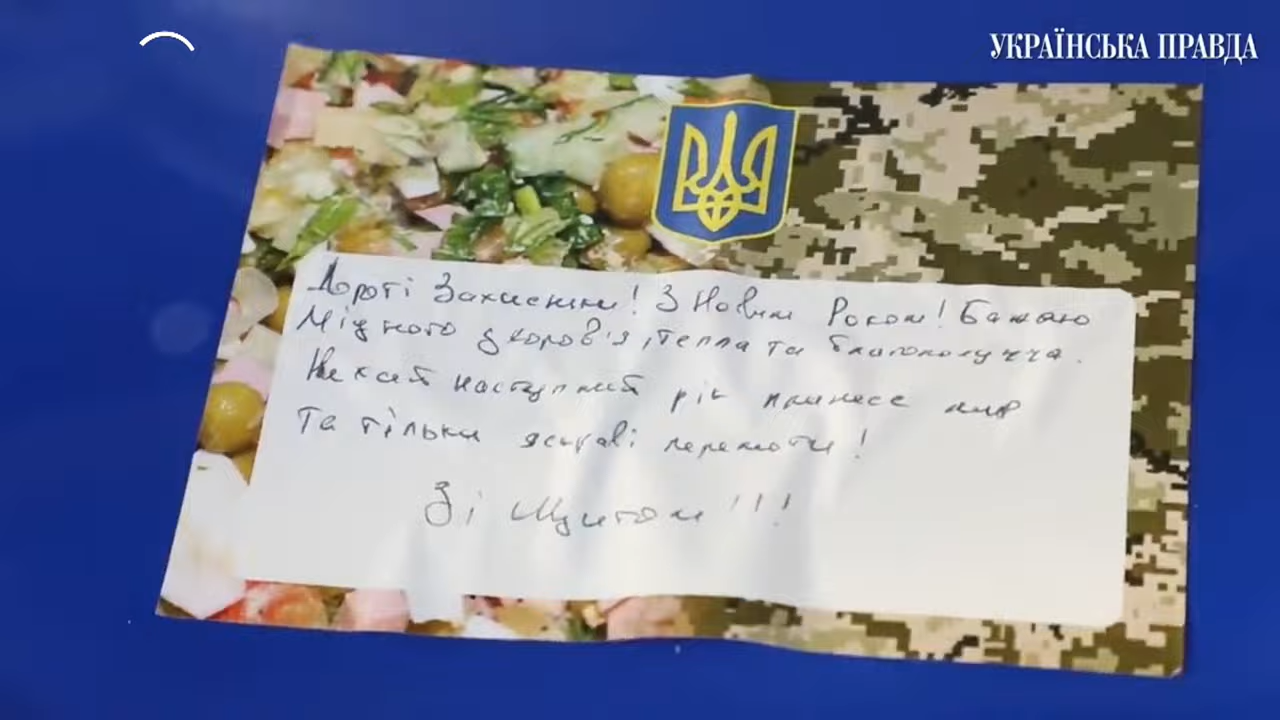 УКРАЇНСЬКА ПРАВДА
Дорогі Захисники! З Новим Роком! Бажаю
Міцного здоров'я, тепла та благополуччя.
Нехай наступний рік принесе мир
та тільки яскраві перемоги!
Зі Щитом!!!